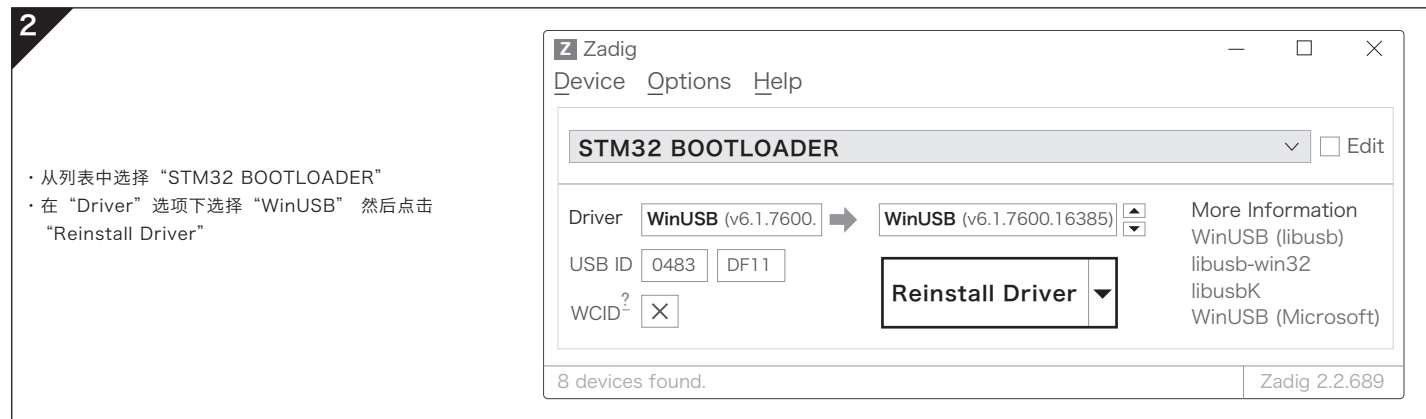 2
· 从列表中选择“STM32 BOOTLOADER”
· 在“Driver”选项下选择“WinUSB” 然后点击
“Reinstall Driver”
Z Zadig
Device Options Help
STM32 BOOTLOADER
Edit
Driver WinUSB (v6.1.7600. WinUSB (v6.1.7600.16385)
USB ID 0483 DF11
WCID?
Reinstall Driver
More Information
WinUSB (libusb)
libusb-win32
libusbK
WinUSB (Microsoft)
8 devices found.
Zadig 2.2.689